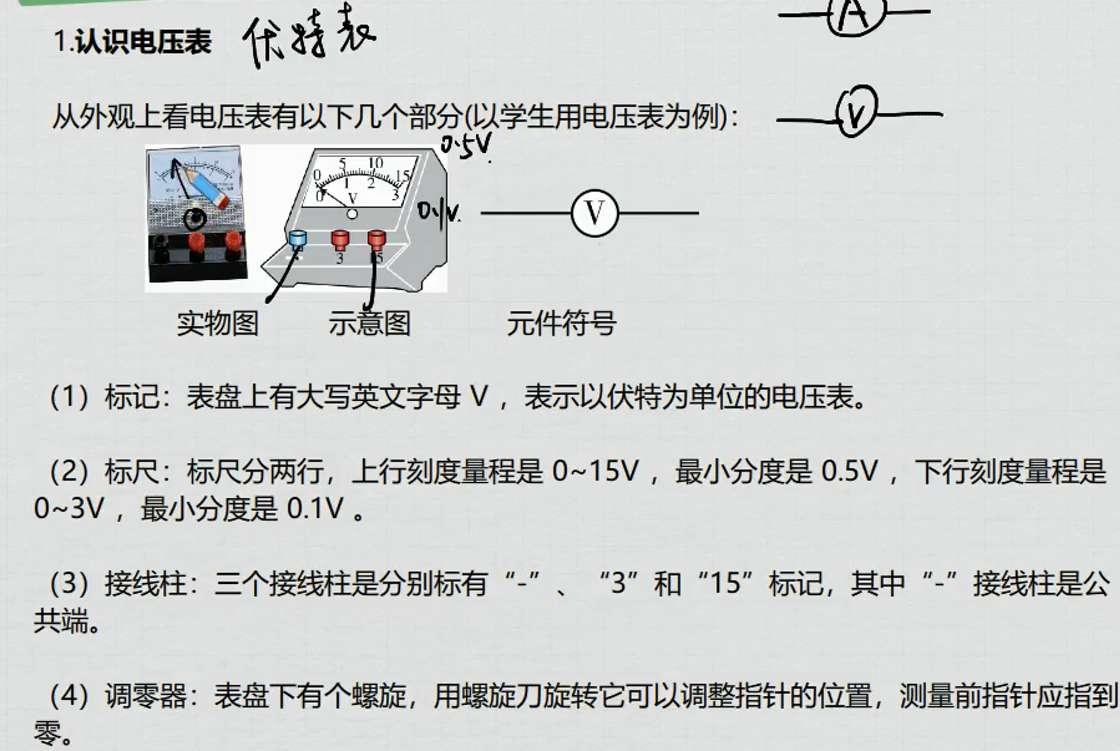 A
1.认识电压表 伏特表
从外观上看电压表有以下几个部分(以学生用电压表为例)： V
0.5V
0 5 10 15
0 1 2 3
V
0.1V
V
- 3 15
实物图 示意图 元件符号
（1）标记：表盘上有大写英文字母 V ，表示以伏特为单位的电压表。
（2）标尺：标尺分两行，上行刻度量程是 0~15V ，最小分度是 0.5V ，下行刻度量程是
0~3V ，最小分度是 0.1V 。
（3）接线柱：三个接线柱是分别标有“-”、 “3”和“15”标记，其中“-”接线柱是公
共端。
（4）调零器：表盘下有个螺旋，用螺旋刀旋转它可以调整指针的位置，测量前指针应指到
零。